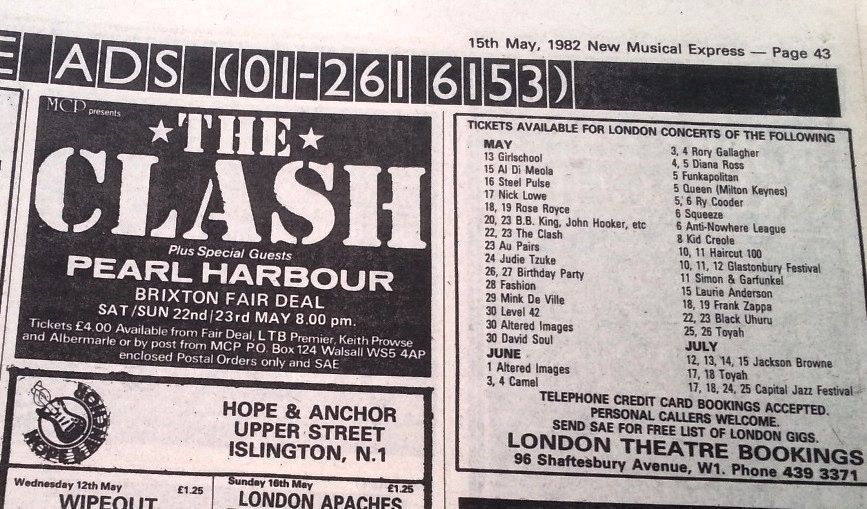 15th May, 1982 New Musical Express — Page 43
E ADS (01-261 6153)
MCP presents
THE
CLASH
Plus Special Guests
PEARL HARBOUR
BRIXTON FAIR DEAL
SAT/SUN 22nd/23rd MAY 8.00 pm.
Tickets £4.00 Available from Fair Deal, LTB Premier, Keith Prowse
and Albermarle or by post from MCP P.O. Box 124 Walsall WS5 4AP
enclosed Postal Orders only and SAE
HOPE & ANCHOR
HOPE & ANCHOR
UPPER STREET
ISLINGTON, N.1
Wednesday 12th May £1.25
WIPEOUT
Sunday 16th May £1.25
LONDON APACHES
TICKETS AVAILABLE FOR LONDON CONCERTS OF THE FOLLOWING
MAY
13 Girlschool
15 Al Di Meola
16 Steel Pulse
17 Nick Lowe
18, 19 Rose Royce
20, 23 B.B. King, John Hooker, etc
22, 23 The Clash
23 Au Pairs
24 Judie Tzuke
26, 27 Birthday Party
28 Fashion
29 Mink De Ville
30 Level 42
30 Altered Images
30 David Soul
JUNE
1 Altered Images
3, 4 Camel
3, 4 Rory Gallagher
4, 5 Diana Ross
5 Funkapolitan
5 Queen (Milton Keynes)
5, 6 Ry Cooder
6 Squeeze
6 Anti-Nowhere League
8 Kid Creole
10, 11 Haircut 100
10, 11, 12 Glastonbury Festival
11 Simon & Garfunkel
15 Laurie Anderson
18, 19 Frank Zappa
22, 23 Black Uhuru
25, 26 Toyah
JULY
12, 13, 14, 15 Jackson Browne
17, 18 Toyah
17, 18, 24, 25 Capital Jazz Festival
TELEPHONE CREDIT CARD BOOKINGS ACCEPTED.
PERSONAL CALLERS WELCOME.
SEND SAE FOR FREE LIST OF LONDON GIGS.
LONDON THEATRE BOOKINGS
96 Shaftesbury Avenue, W1. Phone 439 3371